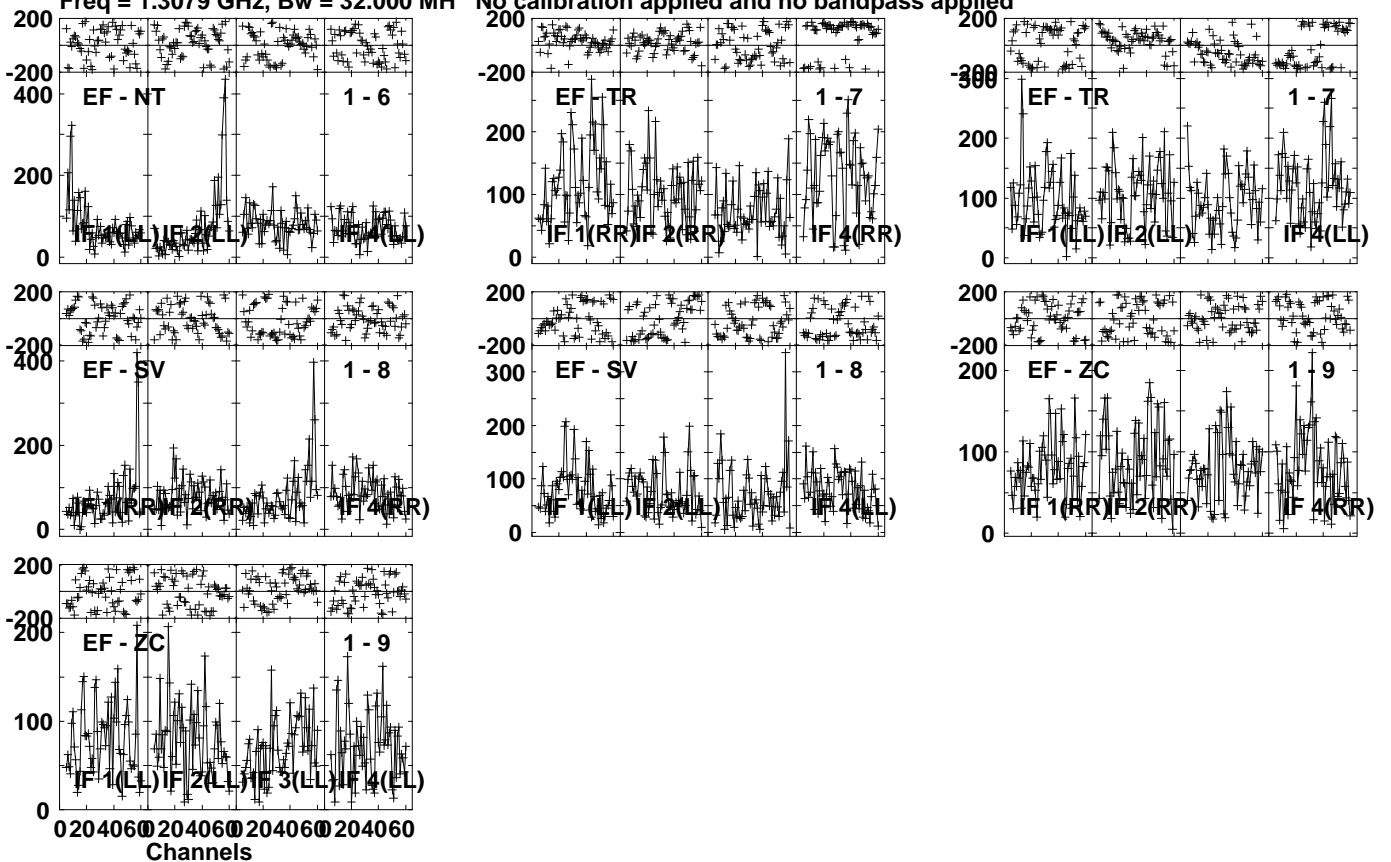 Freq = 1.3079 GHz, Bw = 32.000 MH No calibration applied and no bandpass applied
200
-200
400
200
0
EF - NT 1 - 6
IF 1(LL) IF 2(LL) IF 4(LL)
200
-200
200
100
0
EF - TR 1 - 7
IF 1(RR) IF 2(RR) IF 4(RR)
200
-200
300
200
100
0
EF - TR 1 - 7
IF 1(LL) IF 2(LL) IF 4(LL)
200
-200
400
200
0
EF - SV 1 - 8
IF 1(RR) IF 2(RR) IF 4(RR)
200
-200
300
200
100
0
EF - SV 1 - 8
IF 1(LL) IF 2(LL) IF 4(LL)
200
-200
200
100
0
EF - ZC 1 - 9
IF 1(RR) IF 2(RR) IF 4(RR)
200
-200
200
100
0
EF - ZC 1 - 9
IF 1(LL) IF 2(LL) IF 3(LL) IF 4(LL)
0 20 40 60 0 20 40 60 0 20 40 60 0 20 40 60
Channels